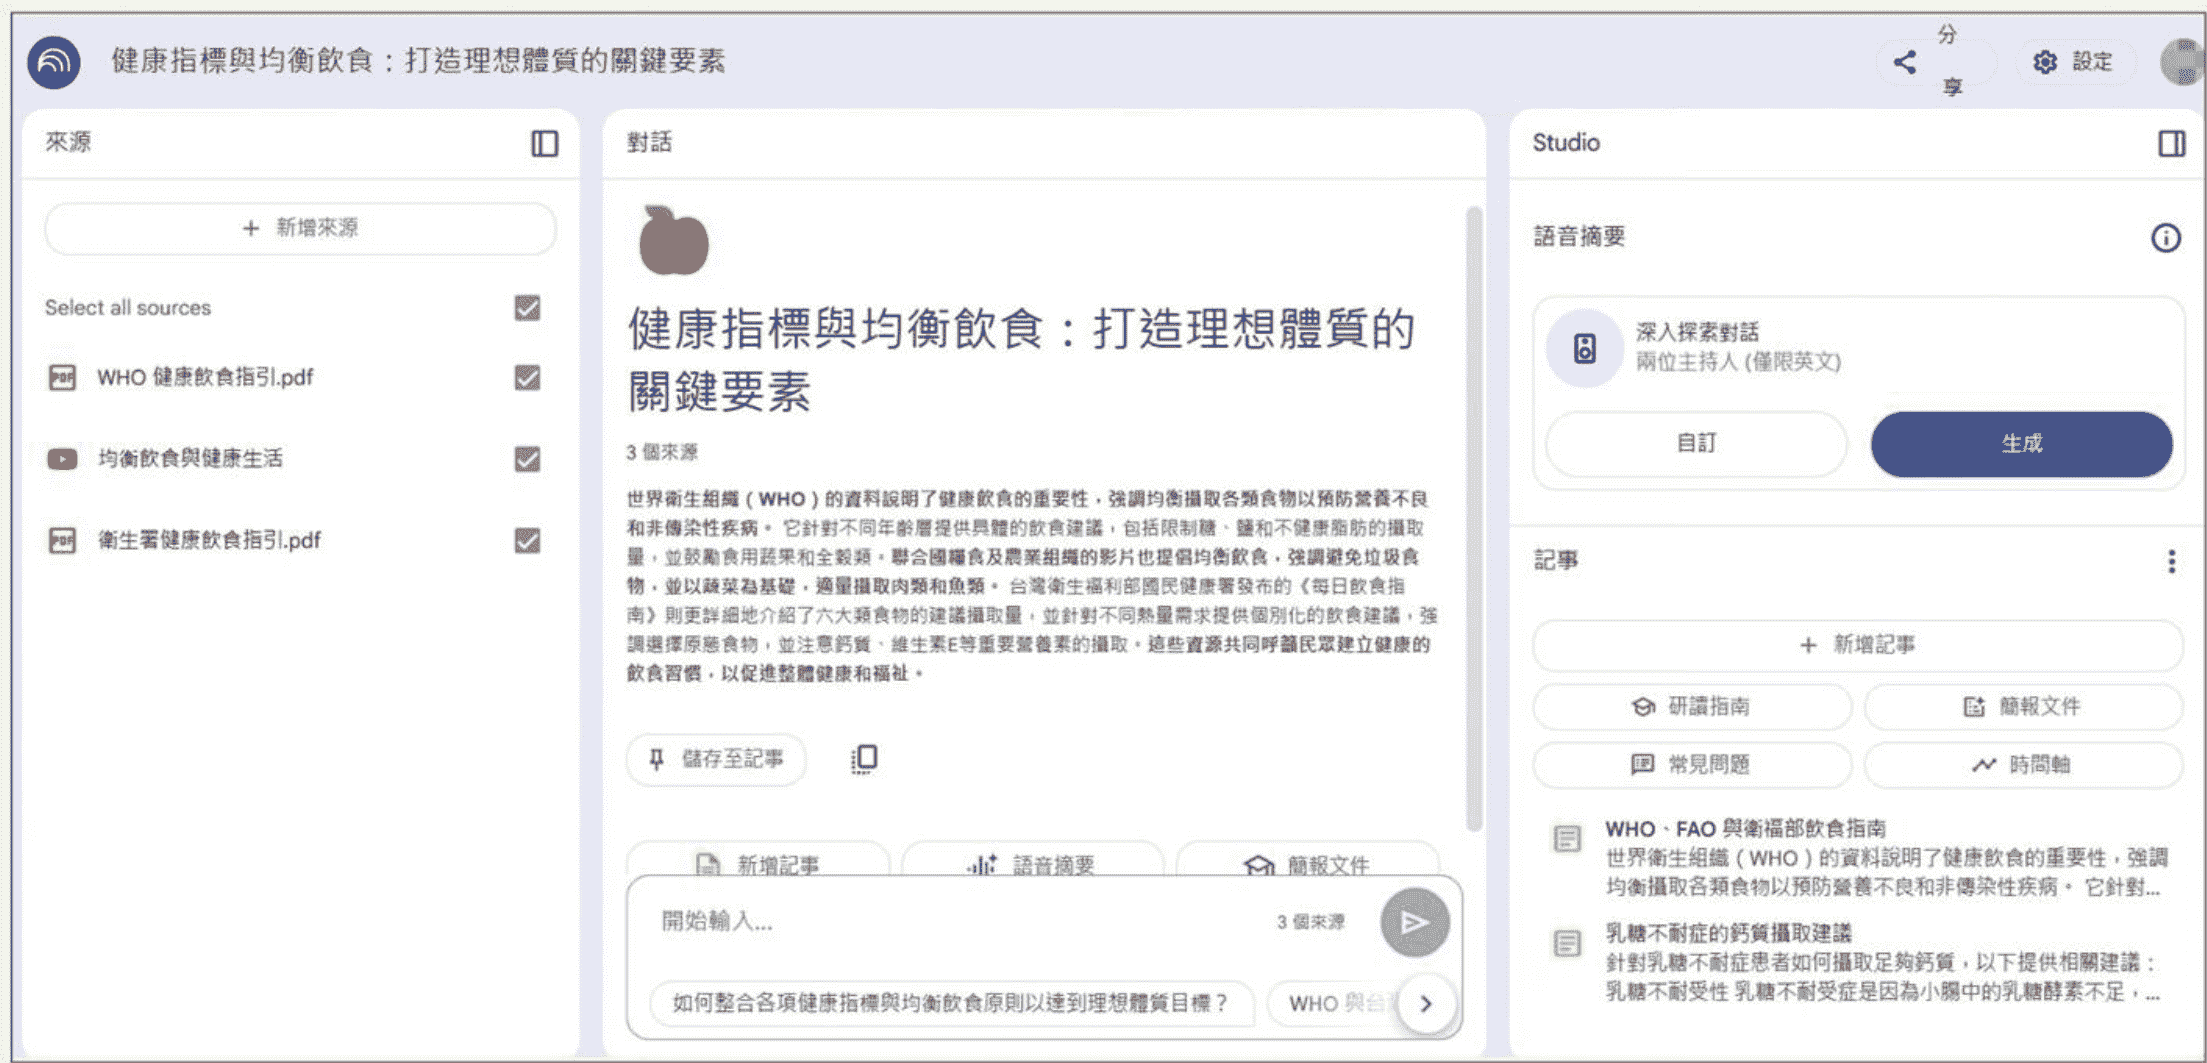 健康指標與均衡飲食：打造理想體質的關鍵要素
分享
設定
來源
+ 新增來源
Select all sources
PDF WHO 健康飲食指引.pdf
均衡飲食與健康生活
PDF 衛生署健康飲食指引.pdf
對話
健康指標與均衡飲食：打造理想體質的
關鍵要素
3 個來源
世界衛生組織（WHO）的資料說明了健康飲食的重要性，強調均衡攝取各類食物以預防營養不良
和非傳染性疾病。 它針對不同年齡層提供具體的飲食建議，包括限制糖、鹽和不健康脂肪的攝取
量，並鼓勵食用蔬果和全穀類。聯合國糧食及農業組織的影片也提倡均衡飲食，強調避免垃圾食
物，並以蔬菜為基礎，適量攝取肉類和魚類。 台灣衛生福利部國民健康署發布的《每日飲食指
南》則更詳細地介紹了六大類食物的建議攝取量，並針對不同熱量需求提供個別化的飲食建議，強
調選擇原態食物，並注意鈣質、維生素E等重要營養素的攝取。這些資源共同呼籲民眾建立健康的
飲食習慣，以促進整體健康和福祉。
儲存至記事
新增記事
語音摘要
簡報文件
開始輸入...
3 個來源
如何整合各項健康指標與均衡飲食原則以達到理想體質目標？
WHO 與台
Studio
語音摘要
深入探索對話
兩位主持人 (僅限英文)
自訂
生成
記事
+ 新增記事
研讀指南
簡報文件
常見問題
時間軸
WHO、FAO 與衛福部飲食指南
世界衛生組織（WHO）的資料說明了健康飲食的重要性，強調
均衡攝取各類食物以預防營養不良和非傳染性疾病。 它針對...
乳糖不耐症的鈣質攝取建議
針對乳糖不耐症患者如何攝取足夠鈣質，以下提供相關建議：
乳糖不耐受性 乳糖不耐受症是因為小腸中的乳糖酵素不足，...